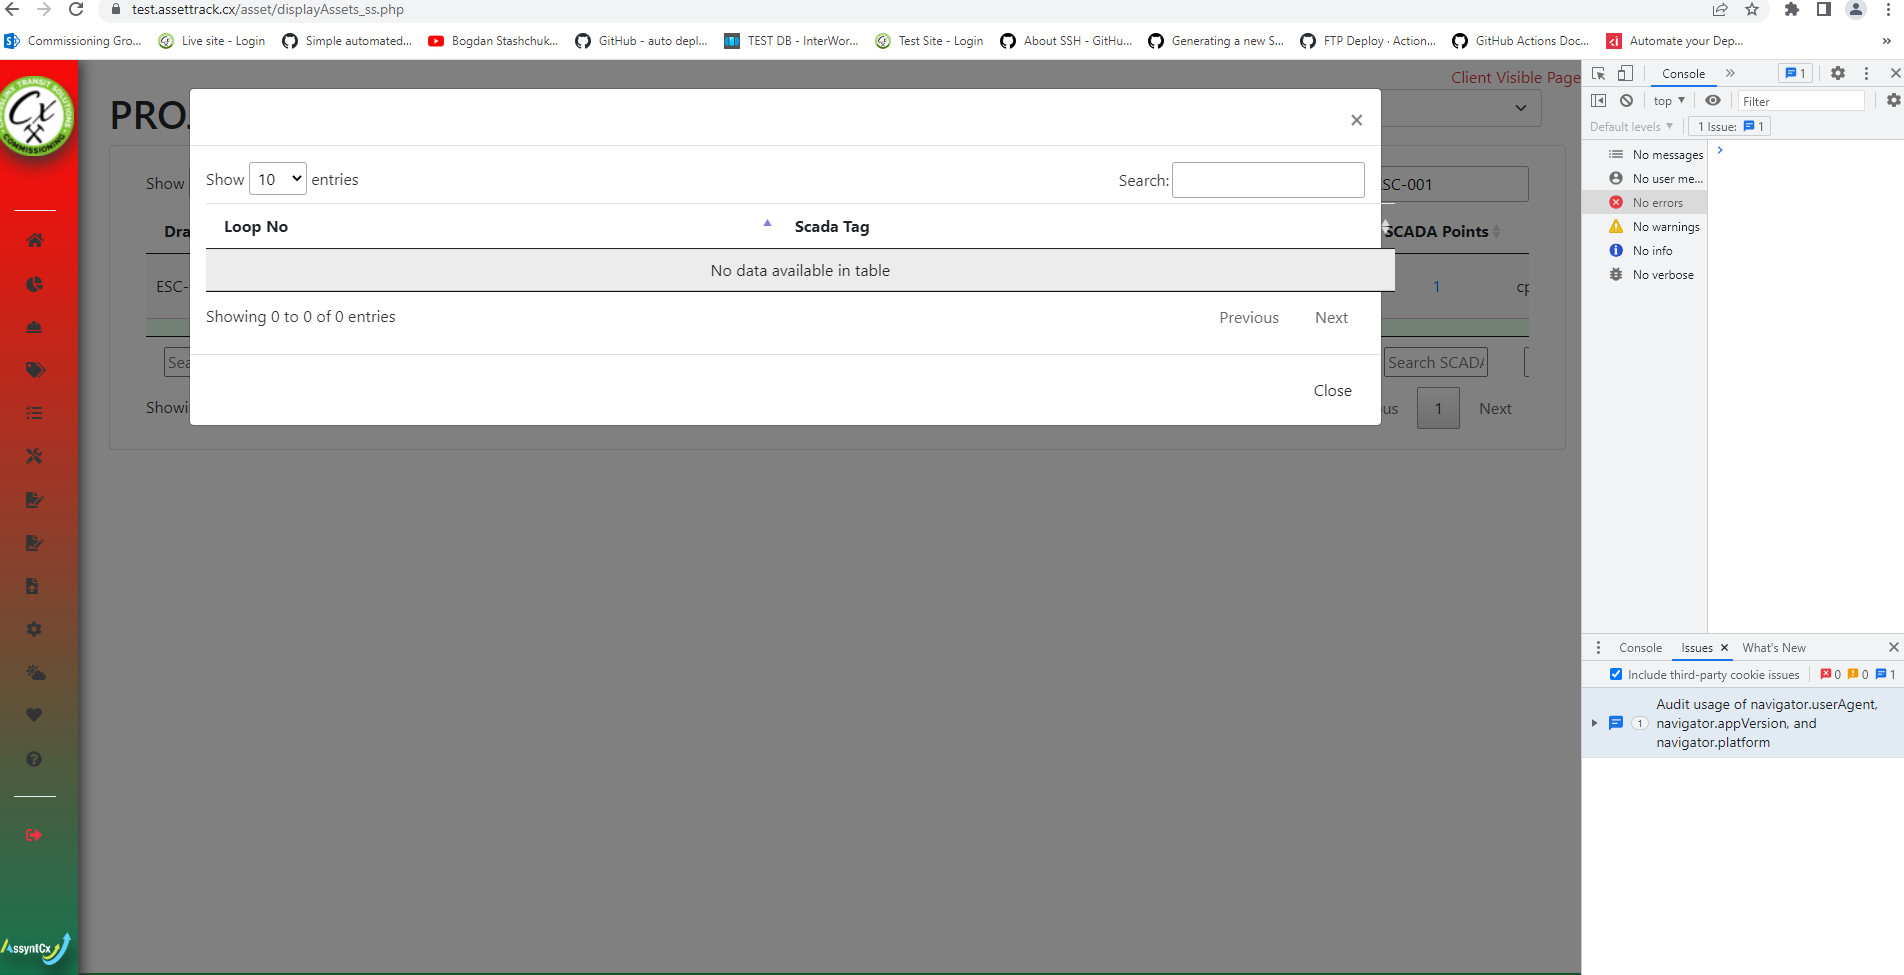 test.assettrack.cx/asset/displayAssets_ss.php
Commissioning Gro... Live site - Login Simple automated... Bogdan Stashchuk... GitHub - auto depl... TEST DB - InterWor... Test Site - Login About SSH - GitHu... Generating a new S... FTP Deploy · Action... GitHub Actions Doc... Automate your Dep... »
TRANSIT SOLUTIONS
Cx
COMMISSIONING
Client Visible Page
PROJ
×
Show
Show 10 entries
Search:
SC-001
Dra
Loop No
Scada Tag
SCADA Points
No data available in table
ESC-
1
cp
Showing 0 to 0 of 0 entries
Previous Next
Sea
Search SCADA
Close
Showi
us 1 Next
AssyntCx
Console » 1
top Filter
Default levels 1 Issue: 1
No messages
No user me...
No errors
No warnings
No info
No verbose
Console Issues × What's New
Include third-party cookie issues 0 0 1
1 Audit usage of navigator.userAgent,
navigator.appVersion, and
navigator.platform